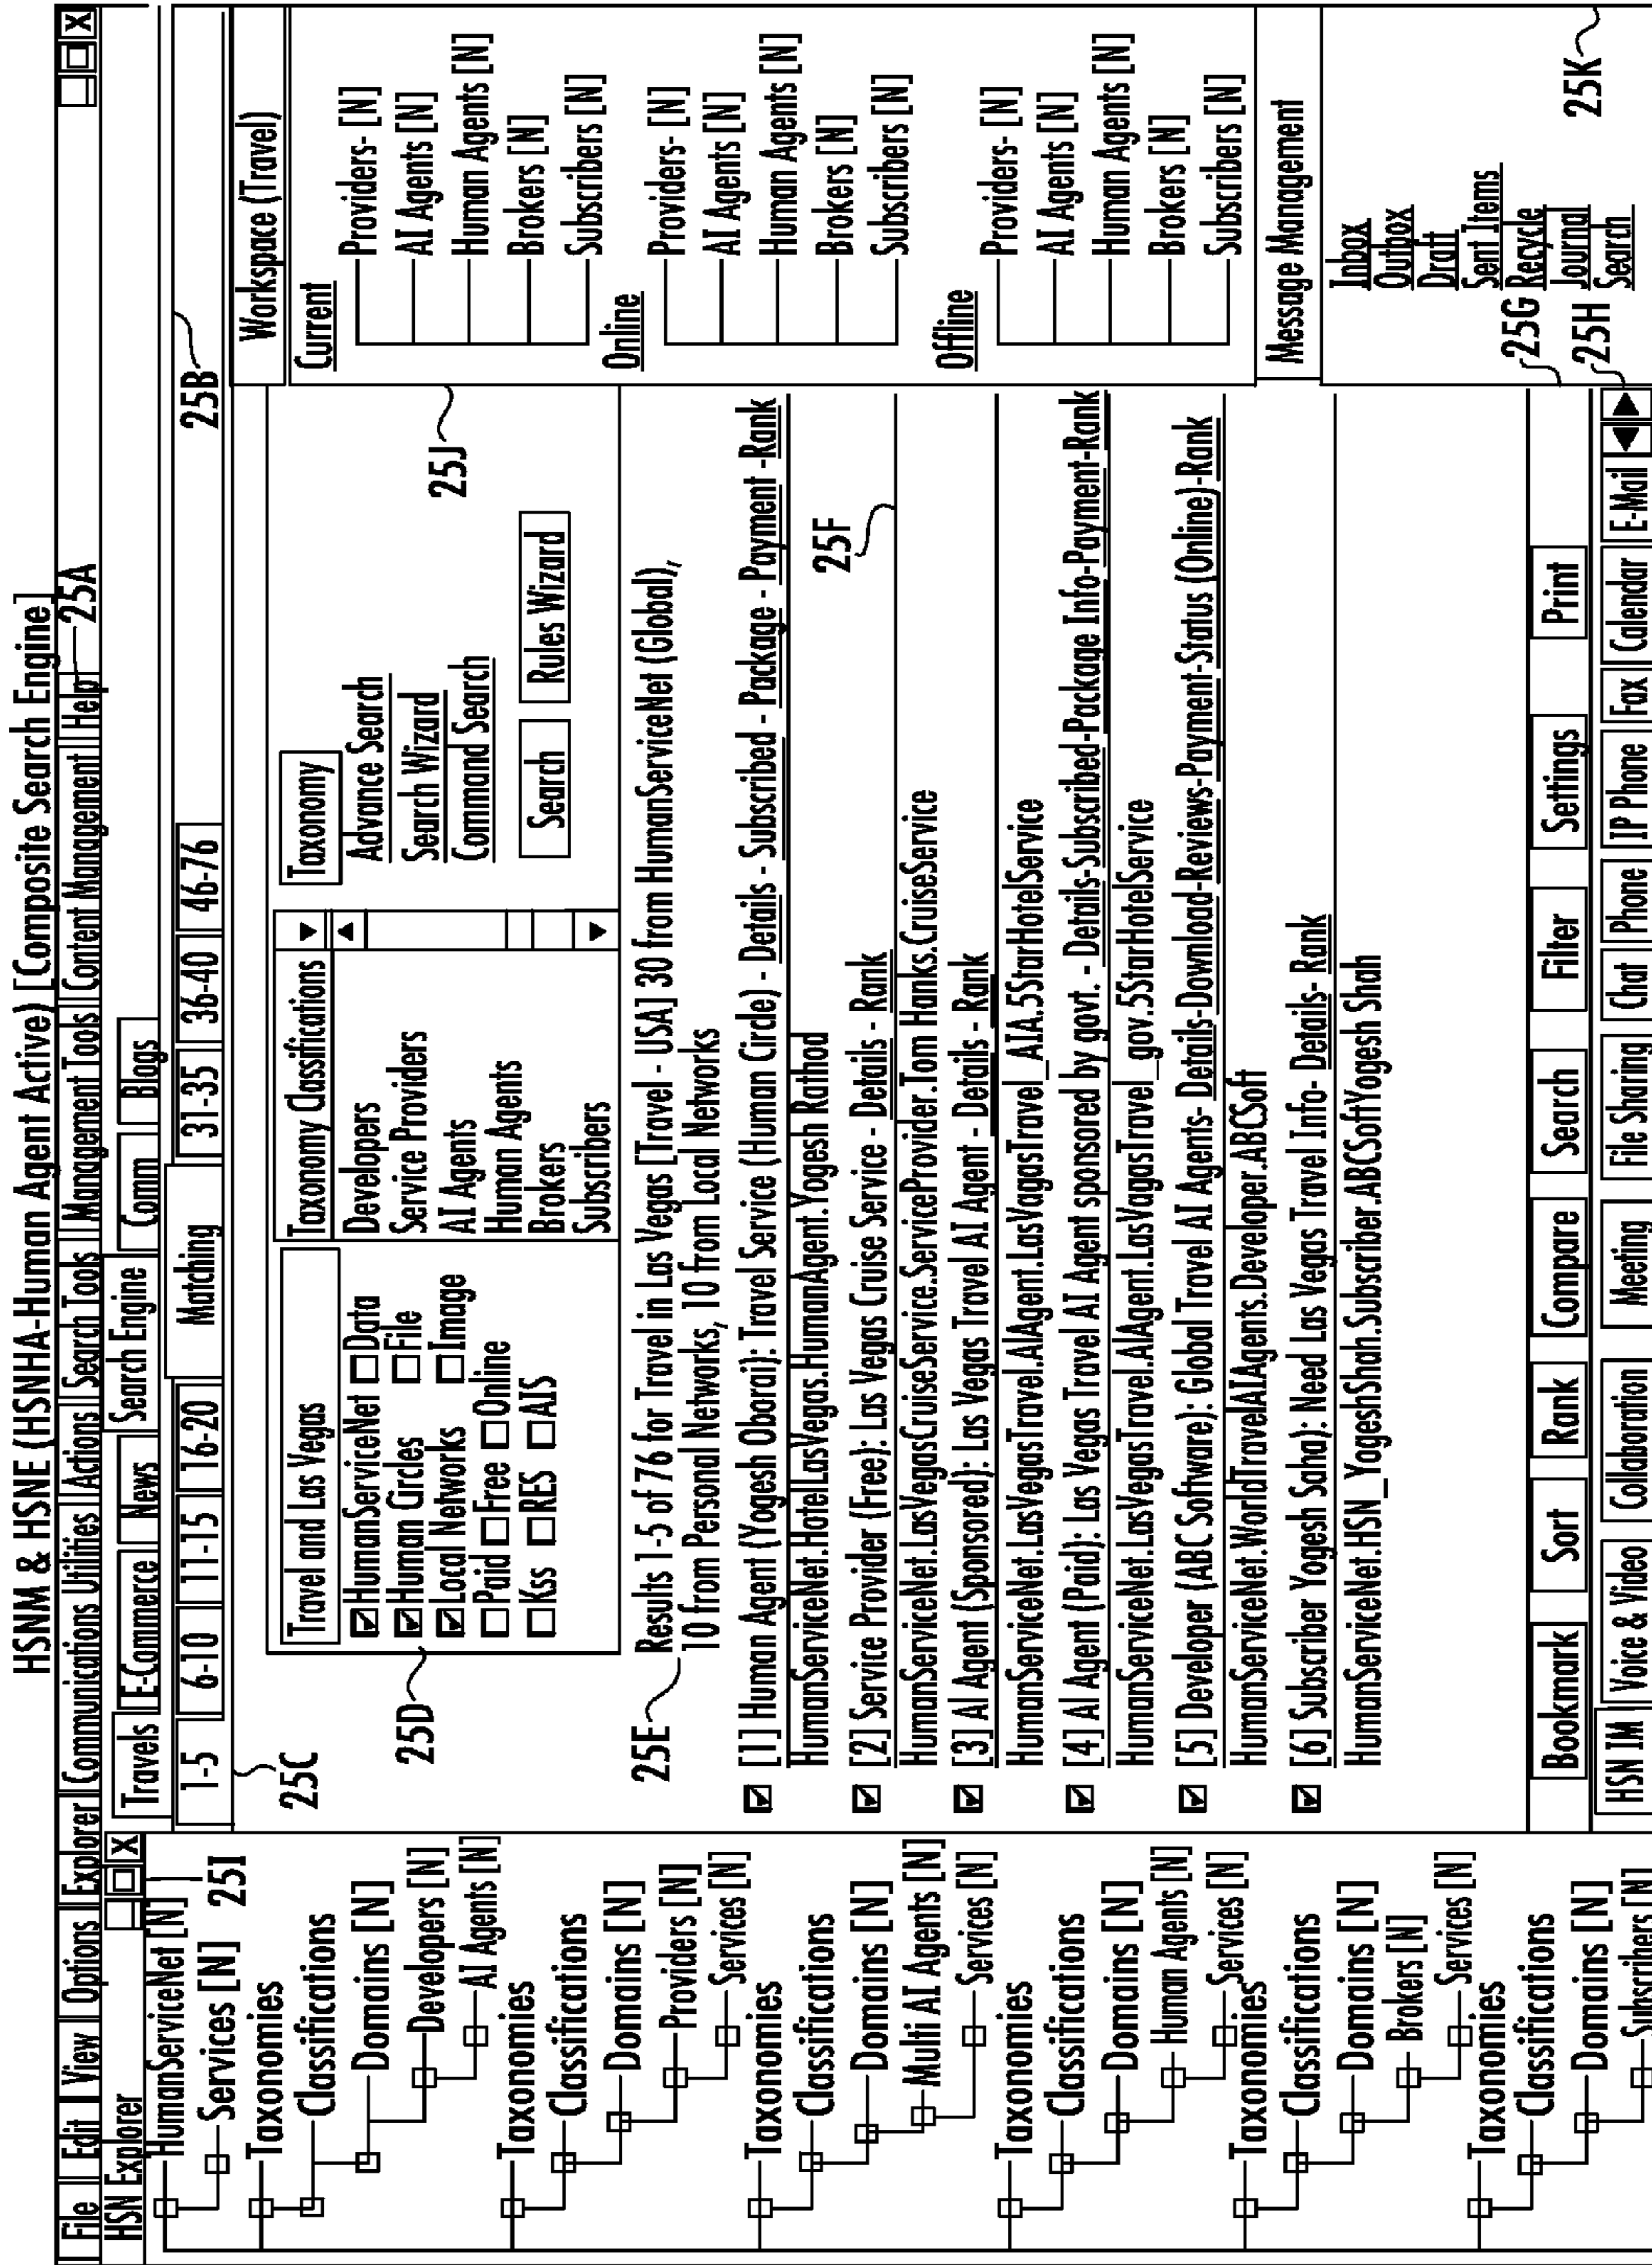 HSNM & HSNE (HSNHA-Human Agent Active) [Composite Search Engine]
File Edit View Options Explorer Communications Utilities Actions Search Tools Management Tools Content Management Help
25A
HSN Explorer
X
X
Travels E-Commerce News Search Engine Comm Blogs
1-5 6-10 11-15 16-20 Matching 31-35 36-40 46-76
25B
25I
25C
HumanServiceNet [N]
Services [N]
Taxonomies
Classifications
Domains [N]
Developers [N]
AI Agents [N]
Taxonomies
Classifications
Domains [N]
Providers [N]
Services [N]
Taxonomies
Classifications
Domains [N]
Multi AI Agents [N]
Services [N]
Taxonomies
Classifications
Domains [N]
Human Agents [N]
Services [N]
Taxonomies
Classifications
Domains [N]
Brokers [N]
Services [N]
Taxonomies
Classifications
Domains [N]
Subscribers [N]
25D
Travel and Las Vegas
HumanServiceNet Data
Human Circles File
Local Networks Image
Paid Free Online
Kss RES AIS
Taxonomy Classifications
Developers
Service Providers
AI Agents
Human Agents
Brokers
Subscribers
Taxonomy
Advance Search
Search Wizard
Command Search
Search Rules Wizard
25J
25E
Results 1-5 of 76 for Travel in Las Vegas [Travel - USA] 30 from HumanServiceNet (Global),
10 from Personal Networks, 10 from Local Networks
[1] Human Agent (Yogesh Obarai): Travel Service (Human Circle) - Details - Subscribed - Package - Payment -Rank
HumanServiceNet.HotelLasVegas.HumanAgent.Yogesh Rathod
25F
[2] Service Provider (Free): Las Vegas Cruise Service - Details - Rank
HumanServiceNet.LasVegasCruiseService.ServiceProvider.Tom Hanks.CruiseService
[3] AI Agent (Sponsored): Las Vegas Travel AI Agent - Details - Rank
HumanServiceNet.LasVegasTravel.AIAgent.LasVagasTravel_AIA.5StarHotelService
[4] AI Agent (Paid): Las Vegas Travel AI Agent sponsored by govt. - Details-Subscribed-Package Info-Payment-Rank
HumanServiceNet.LasVegasTravel.AIAgent.LasVagasTravel_gov.5StarHotelService
[5] Developer (ABC Software): Global Travel AI Agents- Details-Download-Reviews-Payment-Status (Online)-Rank
HumanServiceNet.WorldTravelAIAgents.Developer.ABCSoft
[6] Subscriber Yogesh Saha): Need Las Vegas Travel Info- Details- Rank
HumanServiceNet.HSN_YogeshShah.Subscriber.ABCSoftYogesh Shah
Bookmark Sort Rank Compare Search Filter Settings Print
25G
HSN IM Voice & Video Collaboration Meeting File Sharing Chat Phone IP Phone Fax Calendar E-Mail
25H
Workspace (Travel)
Current
Providers- [N]
AI Agents [N]
Human Agents [N]
Brokers [N]
Subscribers [N]
Online
Providers- [N]
AI Agents [N]
Human Agents [N]
Brokers [N]
Subscribers [N]
Offline
Providers- [N]
AI Agents [N]
Human Agents [N]
Brokers [N]
Subscribers [N]
Message Management
Inbox
Outbox
Draft
Sent Items
Recycle
Journal
Search
25K